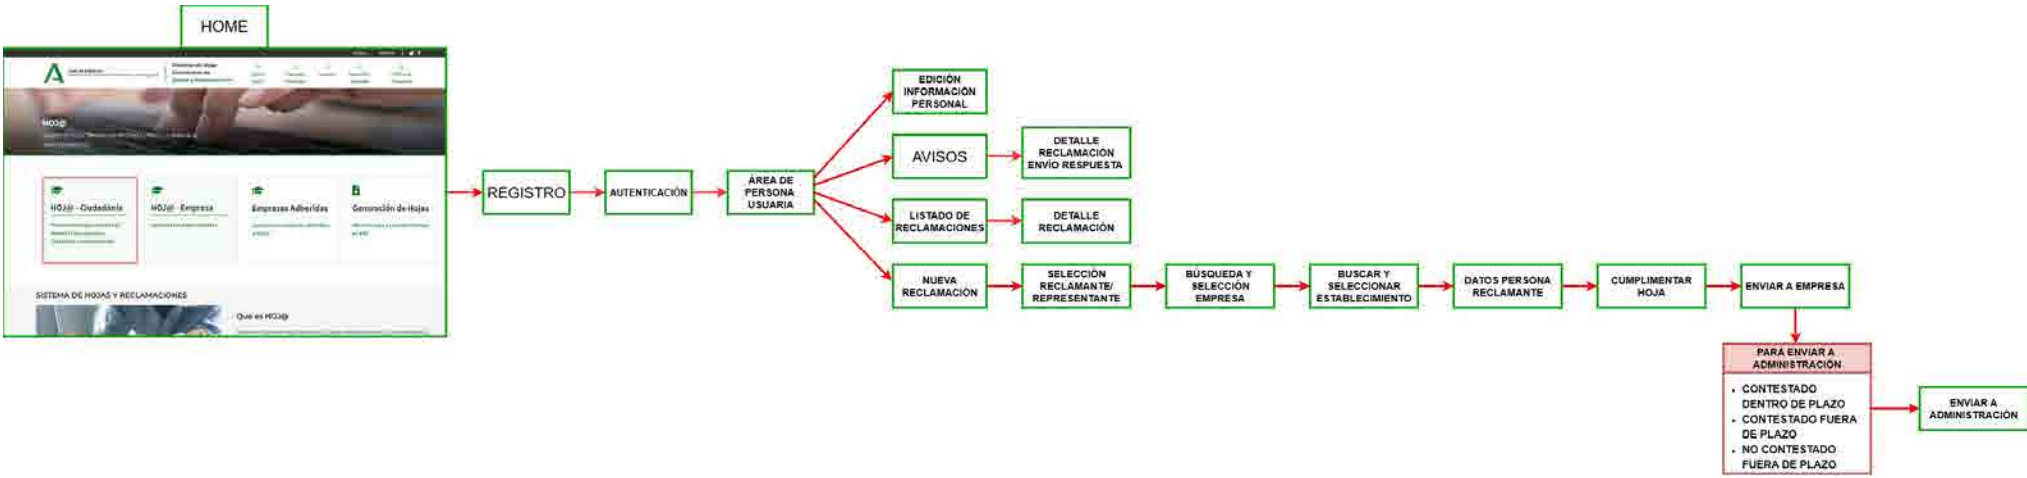 HOME
HOJ@
HOJ@ - Ciudadanía
HOJ@ - Empresa
Empresas Adheridas
Generación de Hojas
SISTEMA DE HOJAS Y RECLAMACIONES
Qué es HOJ@
REGISTRO
AUTENTICACIÓN
ÁREA DE
PERSONA
USUARIA
EDICIÓN
INFORMACIÓN
PERSONAL
AVISOS
DETALLE
RECLAMACIÓN
ENVÍO RESPUESTA
LISTADO DE
RECLAMACIONES
DETALLE
RECLAMACIÓN
NUEVA
RECLAMACIÓN
SELECCIÓN
RECLAMANTE/
REPRESENTANTE
BÚSQUEDA Y
SELECCIÓN
EMPRESA
BUSCAR Y
SELECCIONAR
ESTABLECIMIENTO
DATOS PERSONA
RECLAMANTE
CUMPLIMENTAR
HOJA
ENVIAR A EMPRESA
PARA ENVIAR A
ADMINISTRACIÓN
• CONTESTADO
DENTRO DE PLAZO
• CONTESTADO FUERA
DE PLAZO
• NO CONTESTADO
FUERA DE PLAZO
ENVIAR A
ADMINISTRACIÓN